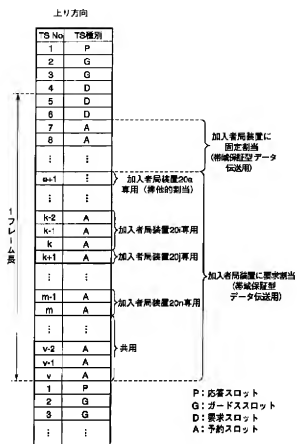 上り方向
TS No TS種別
1 P
2 G
3 G
4 D
5 D
6 D
7 A
8 A
⋮ ⋮
加入者局装置に
固定割当
(帯域保証型データ
伝送用)
a+1 ⋮
⋮ ⋮
加入者局装置20a
専用(排他的割当)
k-2 A
k-1 A
k A
加入者局装置20i専用
k+1 A
加入者局装置20j専用
⋮ ⋮
m-1 A
m A
加入者局装置20n専用
⋮ ⋮
v-2 A
v-1 A
v A
共用
加入者局装置に要求割当
(帯域保証型
データ伝送用)
1フレーム長
1 P
2 G
3 G
⋮ ⋮
P:応答スロット
G:ガードススロット
D:要求スロット
A:予約スロット